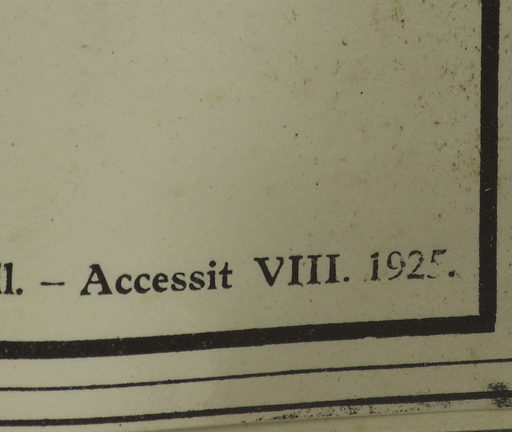 l. – Accessit VIII. 1925.